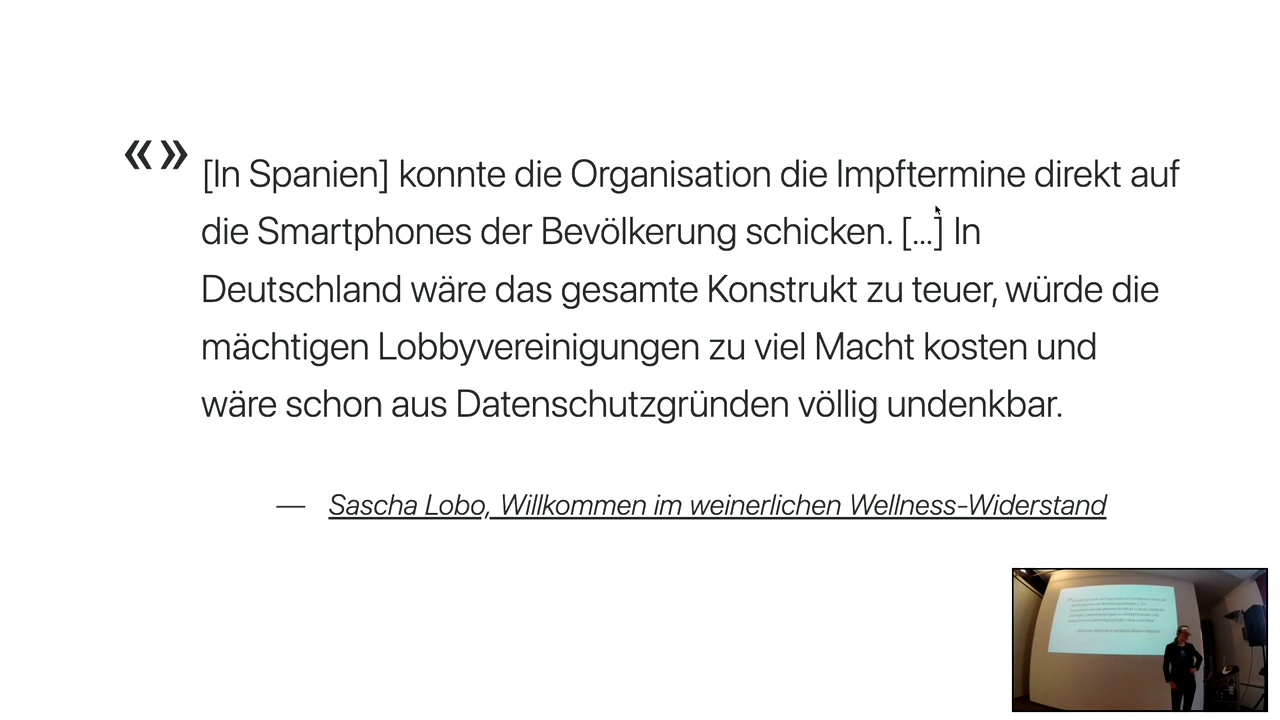 «»
[In Spanien] konnte die Organisation die Impftermine direkt auf
die Smartphones der Bevölkerung schicken. […] In
Deutschland wäre das gesamte Konstrukt zu teuer, würde die
mächtigen Lobbyvereinigungen zu viel Macht kosten und
wäre schon aus Datenschutzgründen völlig undenkbar.
— Sascha Lobo, Willkommen im weinerlichen Wellness-Widerstand